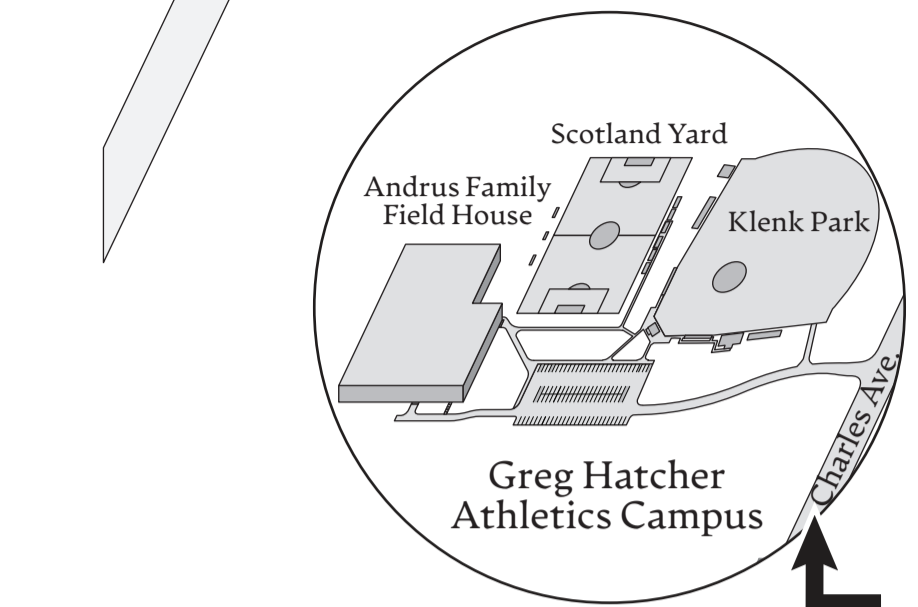 Scotland Yard
Andrus Family
Field House
Klenk Park
Charles Ave.
Greg Hatcher
Athletics Campus